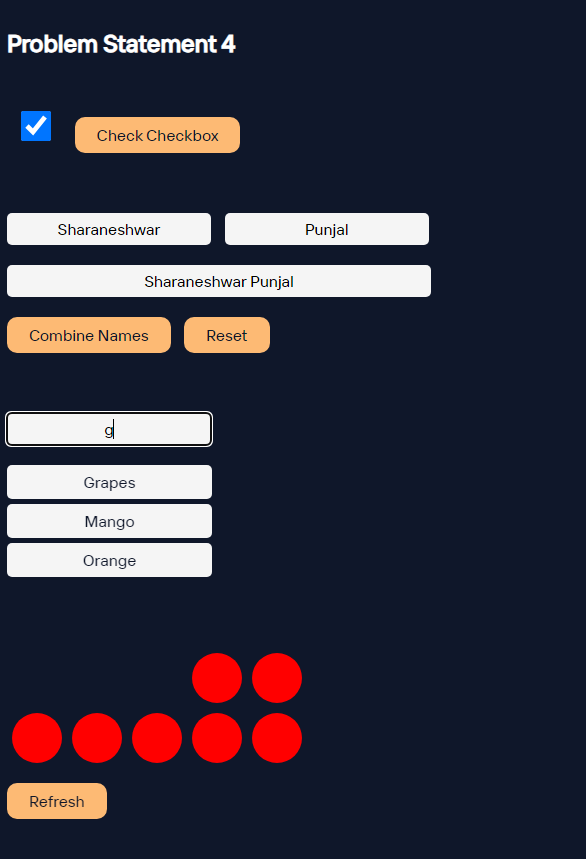 Problem Statement 4
Check Checkbox
Sharaneshwar Punjal
Sharaneshwar Punjal
Combine Names Reset
g
Grapes
Mango
Orange
Refresh